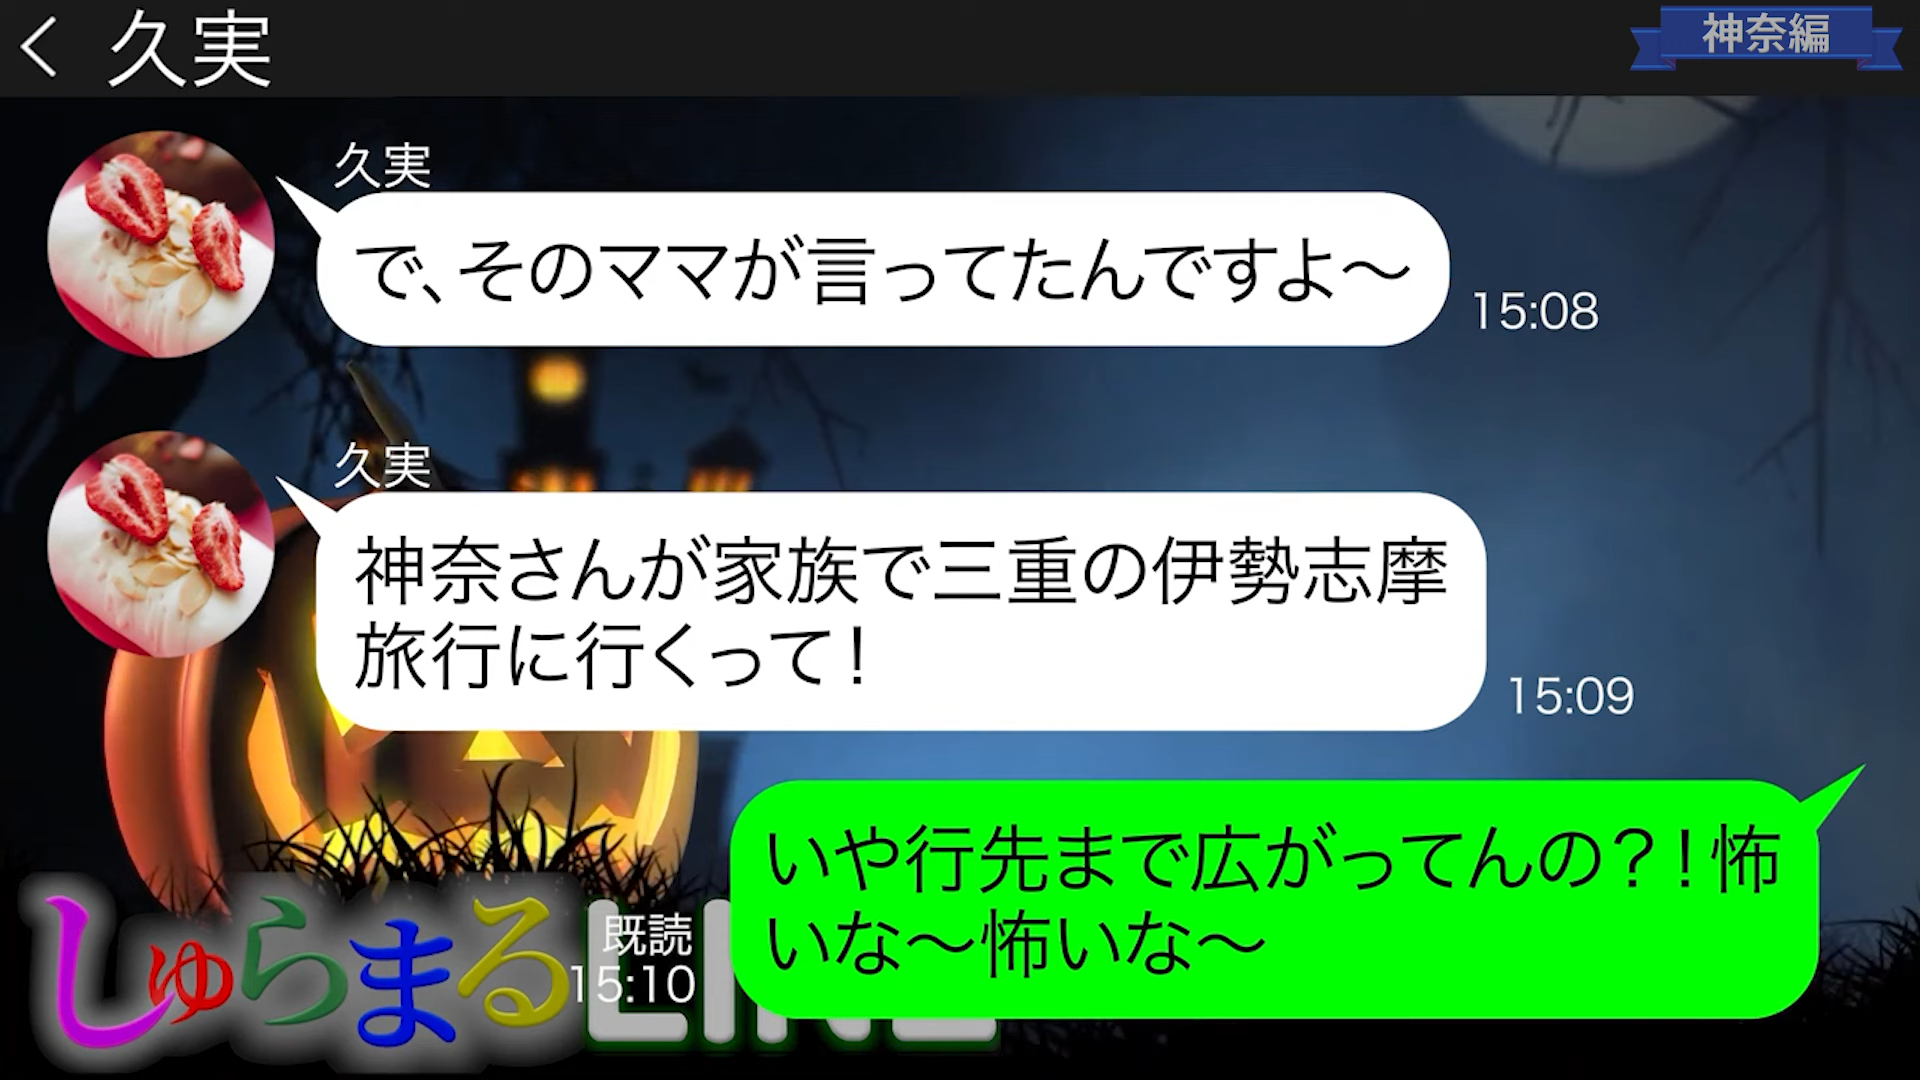 久実
神奈編
久実
で、そのママが言ってたんですよ〜
15:08
久実
神奈さんが家族で三重の伊勢志摩
旅行に行くって!
15:09
いや行先まで広がってんの?!怖
いな〜怖いな〜
既読
15:10
しゅらまるLINE